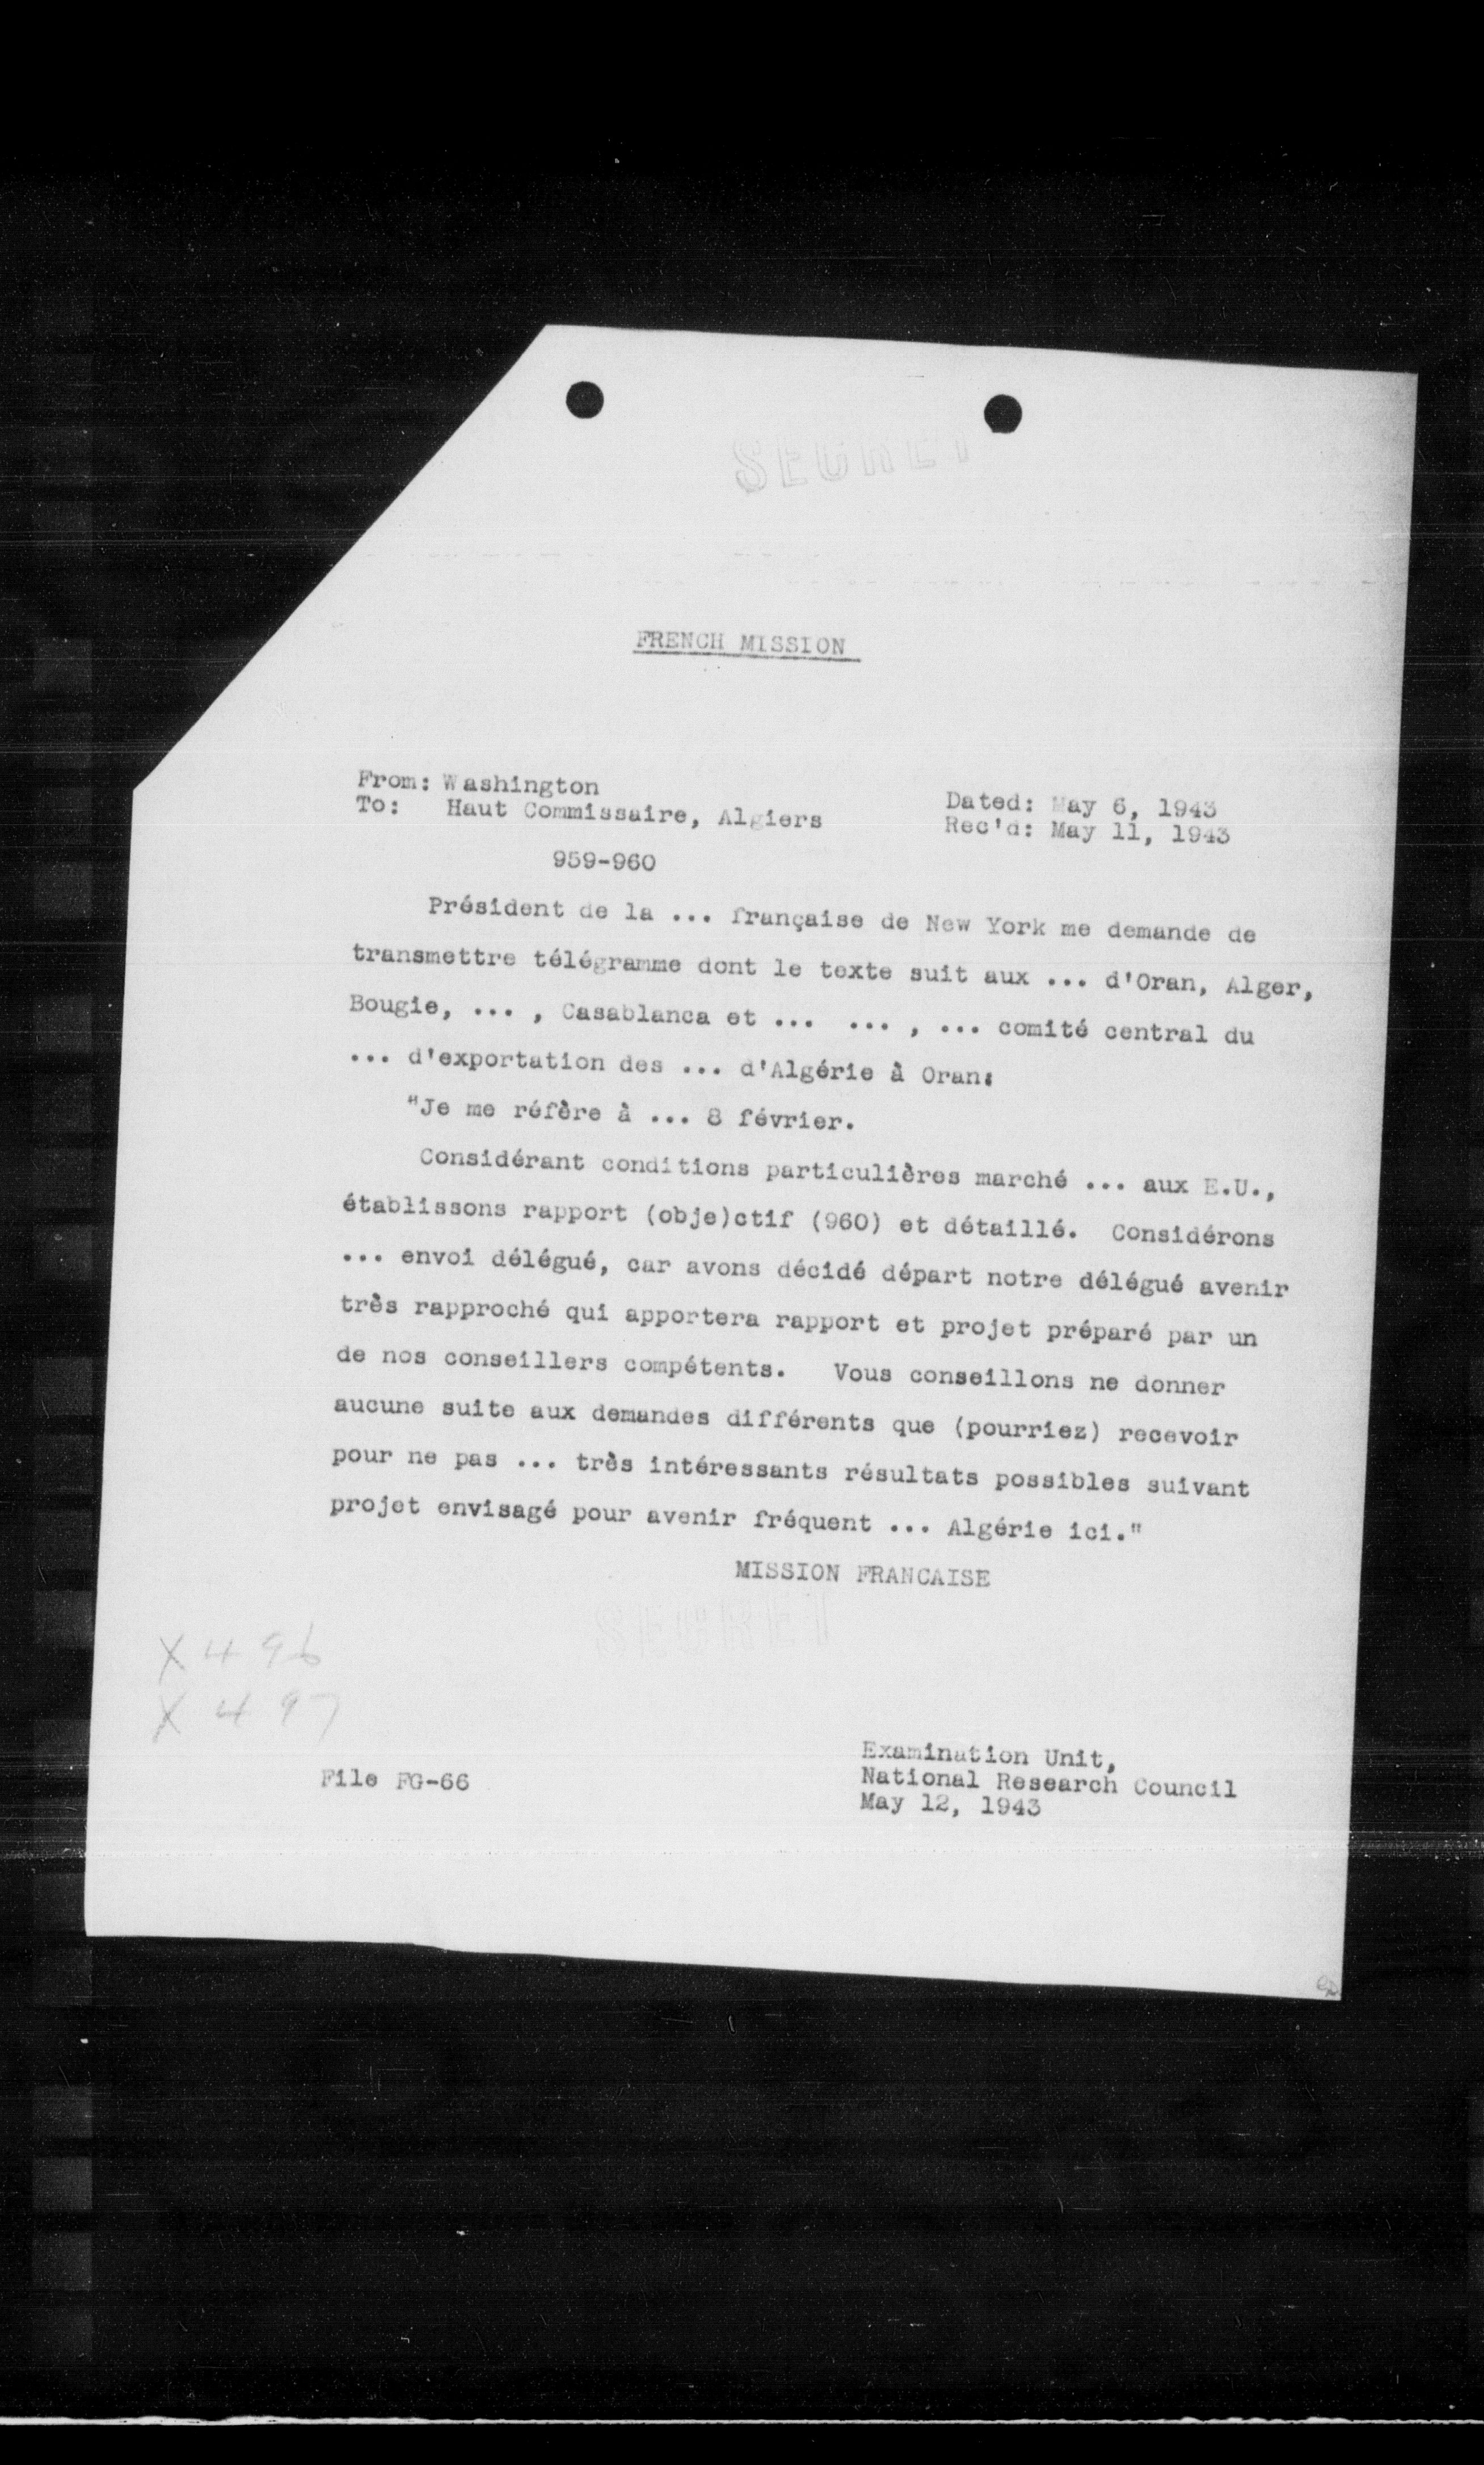 SECRET
FRENCH MISSION
From: Washington
To: Haut Commissaire, Algiers
Dated: May 6, 1943
Rec'd: May 11, 1943
959-960
Président de la ... française de New York me demande de
transmettre télégramme dont le texte suit aux ... d'Oran, Alger,
Bougie, ... , Casablanca et ... ... , ... comité central du
... d'exportation des ... d'Algérie à Oran:
"Je me réfère à ... 8 février.
Considérant conditions particulières marché ... aux E.U.,
établissons rapport (obje)ctif (960) et détaillé. Considérons
... envoi délégué, car avons décidé départ notre délégué avenir
très rapproché qui apportera rapport et projet préparé par un
de nos conseillers compétents. Vous conseillons ne donner
aucune suite aux demandes différents que (pourriez) recevoir
pour ne pas ... très intéressants résultats possibles suivant
projet envisagé pour avenir fréquent ... Algérie ici."
MISSION FRANCAISE
SECRET
X 496
X 497
File FG-66
Examination Unit,
National Research Council
May 12, 1943